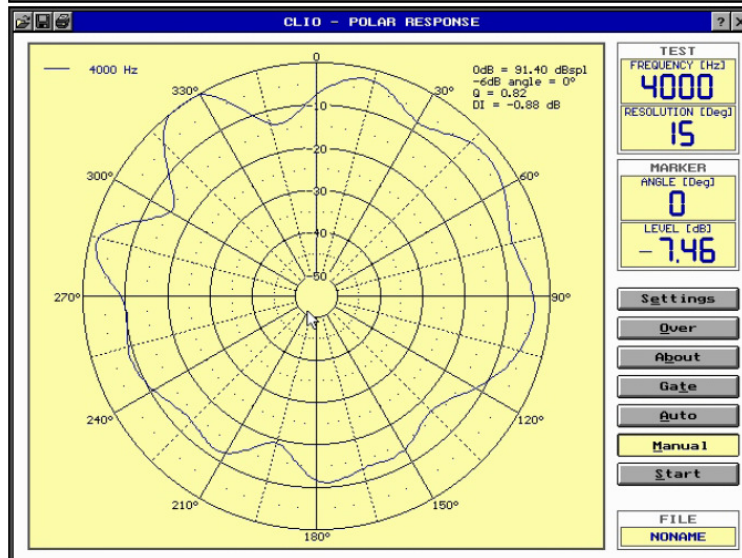 CLIO - POLAR RESPONSE
? X
4000 Hz
0dB = 91.40 dBspl
-6dB angle = 0°
Q = 0.82
DI = -0.88 dB
0
330°
30°
-10
-20
300°
60°
-30
-40
-50
270°
90°
240°
120°
210°
150°
180°
TEST
FREQUENCY [Hz]
4000
RESOLUTION [Deg]
15
MARKER
ANGLE [Deg]
0
LEVEL [dB]
-7.46
Settings
Over
About
Gate
Auto
Manual
Start
FILE
NONAME